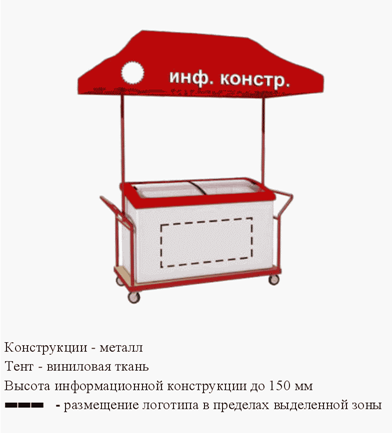 инф. констр.
Конструкции - металл
Тент - виниловая ткань
Высота информационной конструкции до 150 мм
- размещение логотипа в пределах выделенной зоны